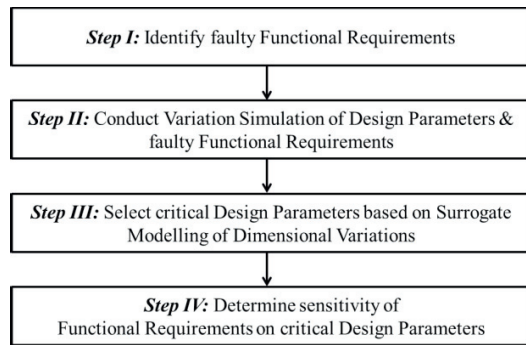 Step I: Identify faulty Functional Requirements
Step II: Conduct Variation Simulation of Design Parameters &
faulty Functional Requirements
Step III: Select critical Design Parameters based on Surrogate
Modelling of Dimensional Variations
Step IV: Determine sensitivity of
Functional Requirements on critical Design Parameters